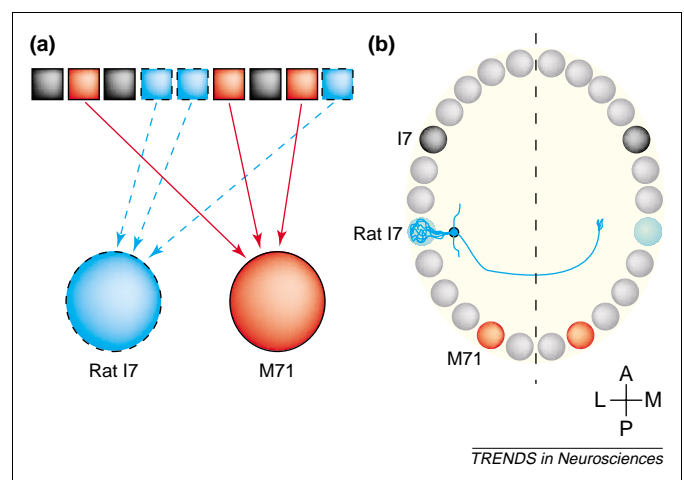 (a)
Rat I7
M71
(b)
I7
Rat I7
M71
A
L M
P
TRENDS in Neurosciences